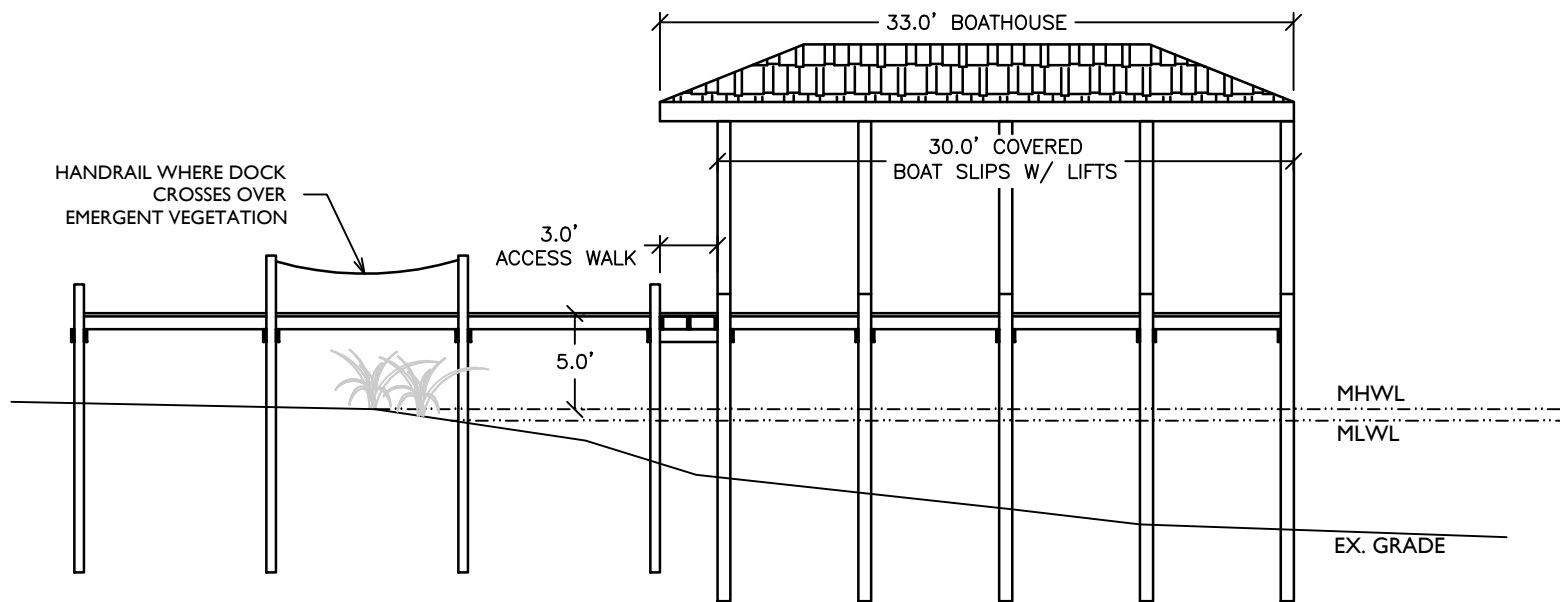 33.0' BOATHOUSE
30.0' COVERED
BOAT SLIPS W/ LIFTS
HANDRAIL WHERE DOCK
CROSSES OVER
EMERGENT VEGETATION
3.0'
ACCESS WALK
5.0'
MHWL
MLWL
EX. GRADE